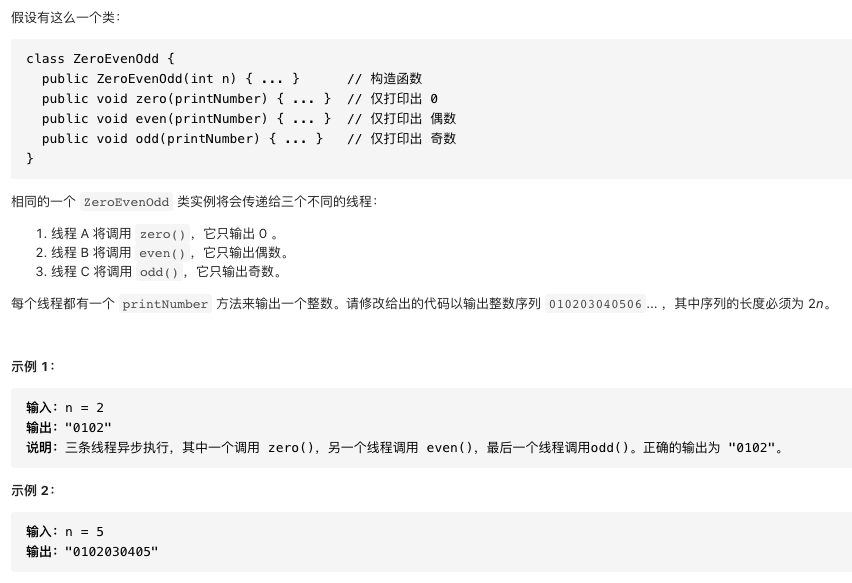 假设有这么一个类：
class ZeroEvenOdd {
  public ZeroEvenOdd(int n) { ... }      // 构造函数
  public void zero(printNumber) { ... }  // 仅打印出 0
  public void even(printNumber) { ... }  // 仅打印出 偶数
  public void odd(printNumber) { ... }   // 仅打印出 奇数
}
相同的一个 ZeroEvenOdd 类实例将会传递给三个不同的线程：
1. 线程 A 将调用 zero()，它只输出 0 。
2. 线程 B 将调用 even()，它只输出偶数。
3. 线程 C 将调用 odd()，它只输出奇数。
每个线程都有一个 printNumber 方法来输出一个整数。请修改给出的代码以输出整数序列 010203040506... ，其中序列的长度必须为 2n。
示例 1：
输入：n = 2
输出："0102"
说明：三条线程异步执行，其中一个调用 zero()，另一个线程调用 even()，最后一个线程调用odd()。正确的输出为 "0102"。
示例 2：
输入：n = 5
输出："0102030405"